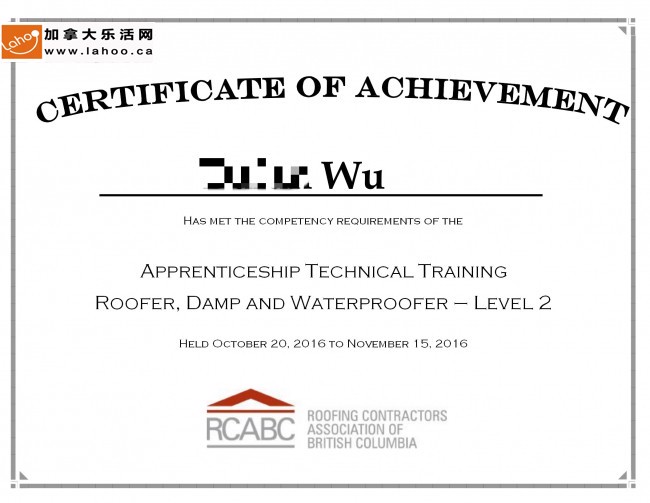 Laho
加拿大乐活网
www.lahoo.ca
CERTIFICATE OF ACHIEVEMENT
Wu
HAS MET THE COMPETENCY REQUIREMENTS OF THE
APPRENTICESHIP TECHNICAL TRAINING
ROOFER, DAMP AND WATERPROOFER – LEVEL 2
HELD OCTOBER 20, 2016 TO NOVEMBER 15, 2016
RCABC
ROOFING CONTRACTORS
ASSOCIATION OF
BRITISH COLUMBIA